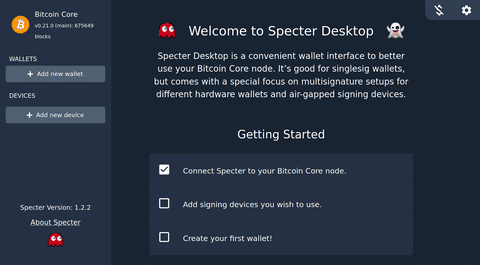 Bitcoin Core
v0.21.0 (main): 675649
blocks
WALLETS
+ Add new wallet
DEVICES
+ Add new device
Specter Version: 1.2.2
About Specter
Welcome to Specter Desktop
Specter Desktop is a convenient wallet interface to better
use your Bitcoin Core node. It's good for singlesig wallets,
but comes with a special focus on multisignature setups for
different hardware wallets and air-gapped signing devices.
Getting Started
Connect Specter to your Bitcoin Core node.
Add signing devices you wish to use.
Create your first wallet!